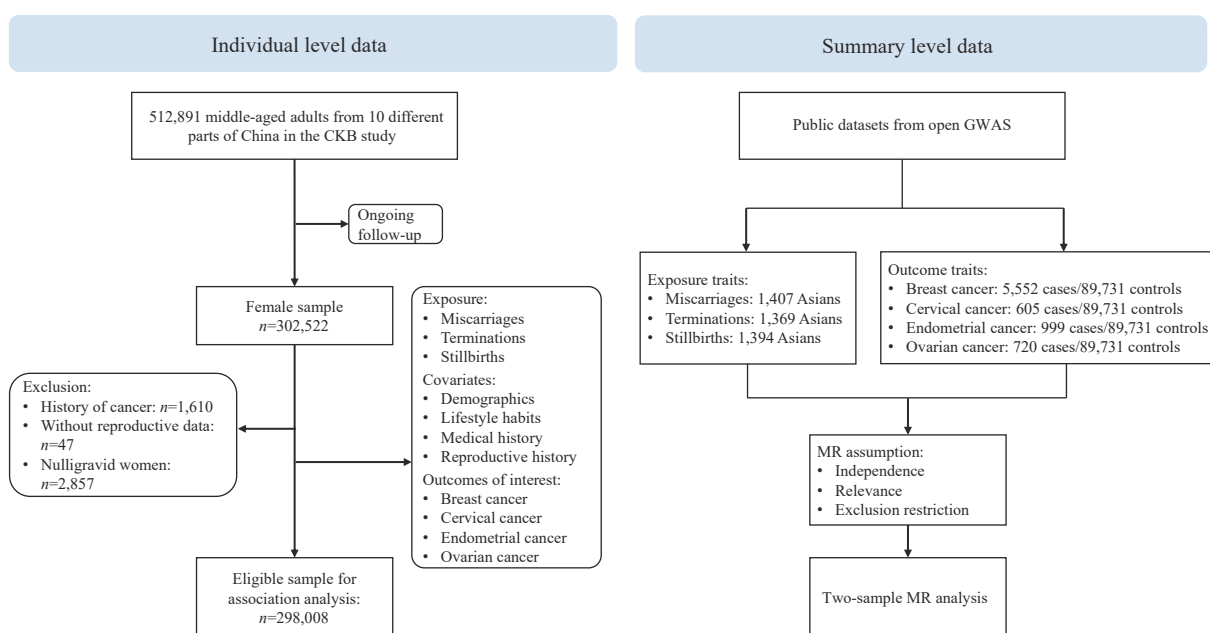 Individual level data
512,891 middle-aged adults from 10 different
parts of China in the CKB study
Ongoing
follow-up
Female sample
n=302,522
Exclusion:
• History of cancer: n=1,610
• Without reproductive data:
n=47
• Nulligravid women:
n=2,857
Exposure:
• Miscarriages
• Terminations
• Stillbirths
Covariates:
• Demographics
• Lifestyle habits
• Medical history
• Reproductive history
Outcomes of interest:
• Breast cancer
• Cervical cancer
• Endometrial cancer
• Ovarian cancer
Eligible sample for
association analysis:
n=298,008
Summary level data
Public datasets from open GWAS
Exposure traits:
• Miscarriages: 1,407 Asians
• Terminations: 1,369 Asians
• Stillbirths: 1,394 Asians
Outcome traits:
• Breast cancer: 5,552 cases/89,731 controls
• Cervical cancer: 605 cases/89,731 controls
• Endometrial cancer: 999 cases/89,731 controls
• Ovarian cancer: 720 cases/89,731 controls
MR assumption:
• Independence
• Relevance
• Exclusion restriction
Two-sample MR analysis